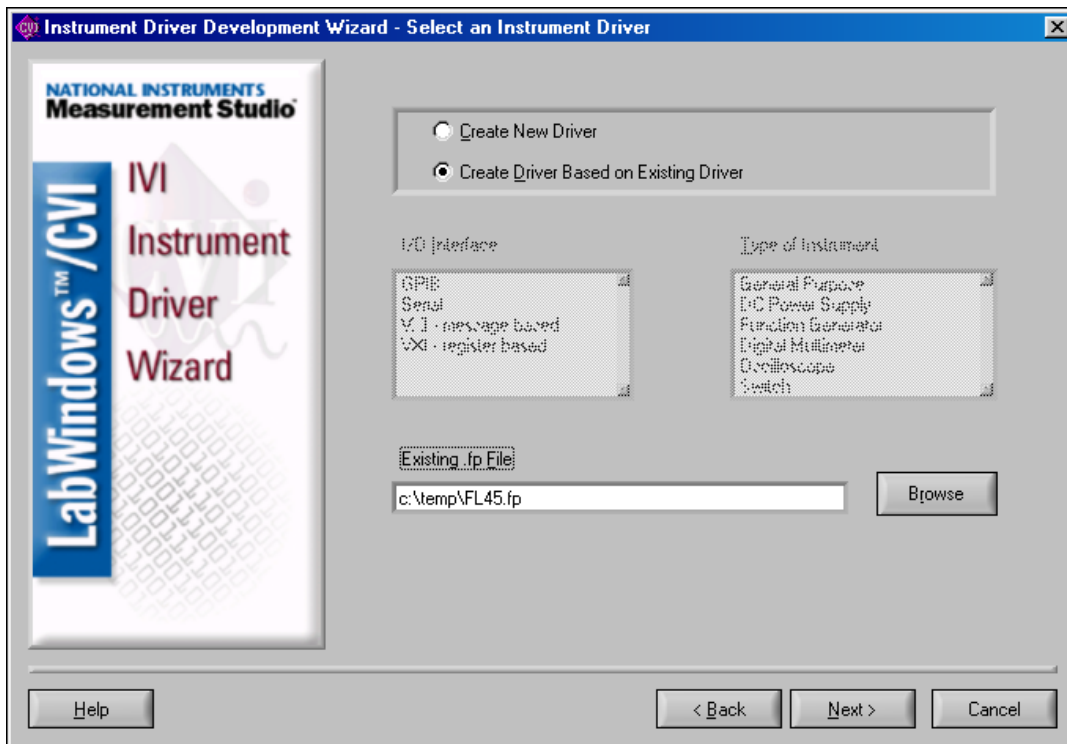 CVI Instrument Driver Development Wizard - Select an Instrument Driver
NATIONAL INSTRUMENTS
Measurement Studio
LabWindows™/CVI
IVI
Instrument
Driver
Wizard
Create New Driver
Create Driver Based on Existing Driver
I/O Interface
GPIB
Serial
VXI - message based
VXI - register based
Type of Instrument
General Purpose
DC Power Supply
Function Generator
Digital Multimeter
Oscilloscope
Switch
Existing .fp File
c:\temp\FL45.fp
Browse
Help
< Back
Next >
Cancel